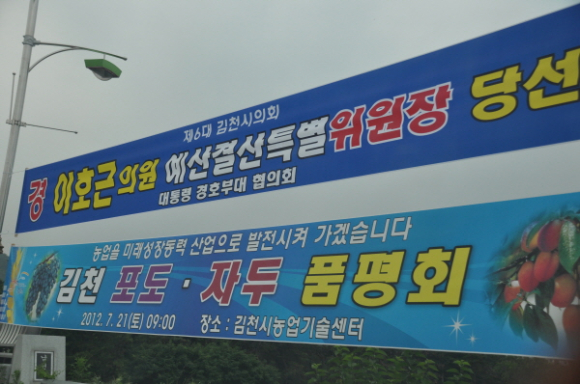 제6대 김천시의회
경 이호근의원 예산결산특별위원장 당선
대통령 경호부대 협의회
농업을 미래성장동력 산업으로 발전시켜 가겠습니다
김천 포도·자두 품평회
2012. 7. 21(토) 09:00 장소 : 김천시농업기술센터